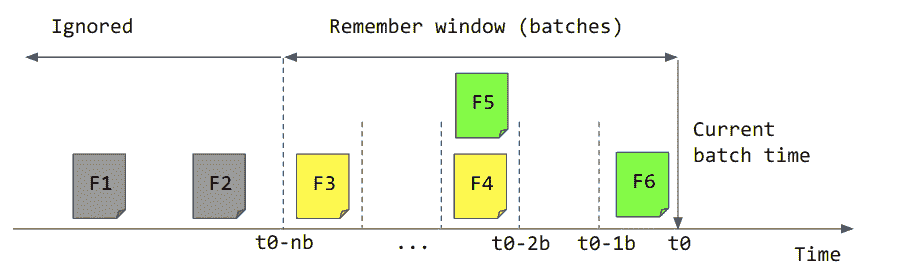 Ignored
Remember window (batches)
F5
Current
batch time
F1
F2
F3
F4
F6
t0-nb
...
t0-2b
t0-1b
t0
Time